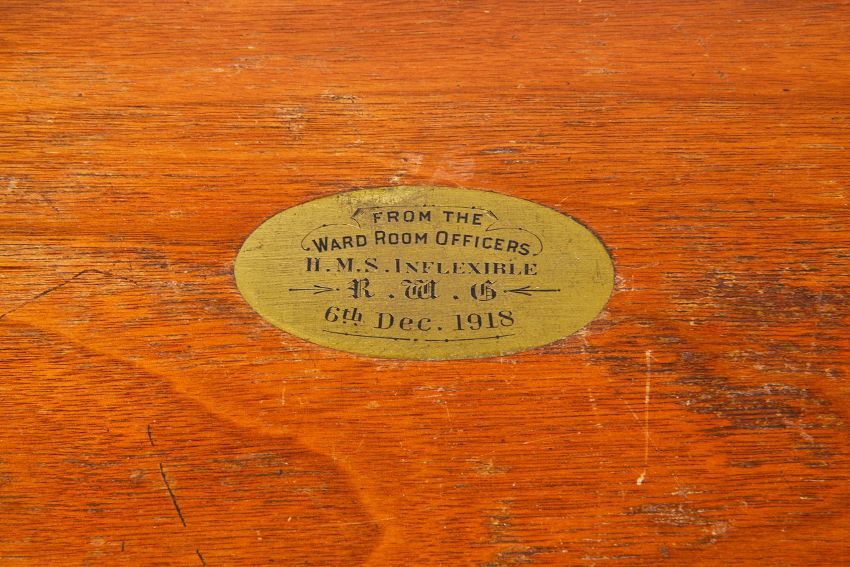 FROM THE
WARD ROOM OFFICERS.
H.M.S. INFLEXIBLE
R. W. G
6th Dec. 1918